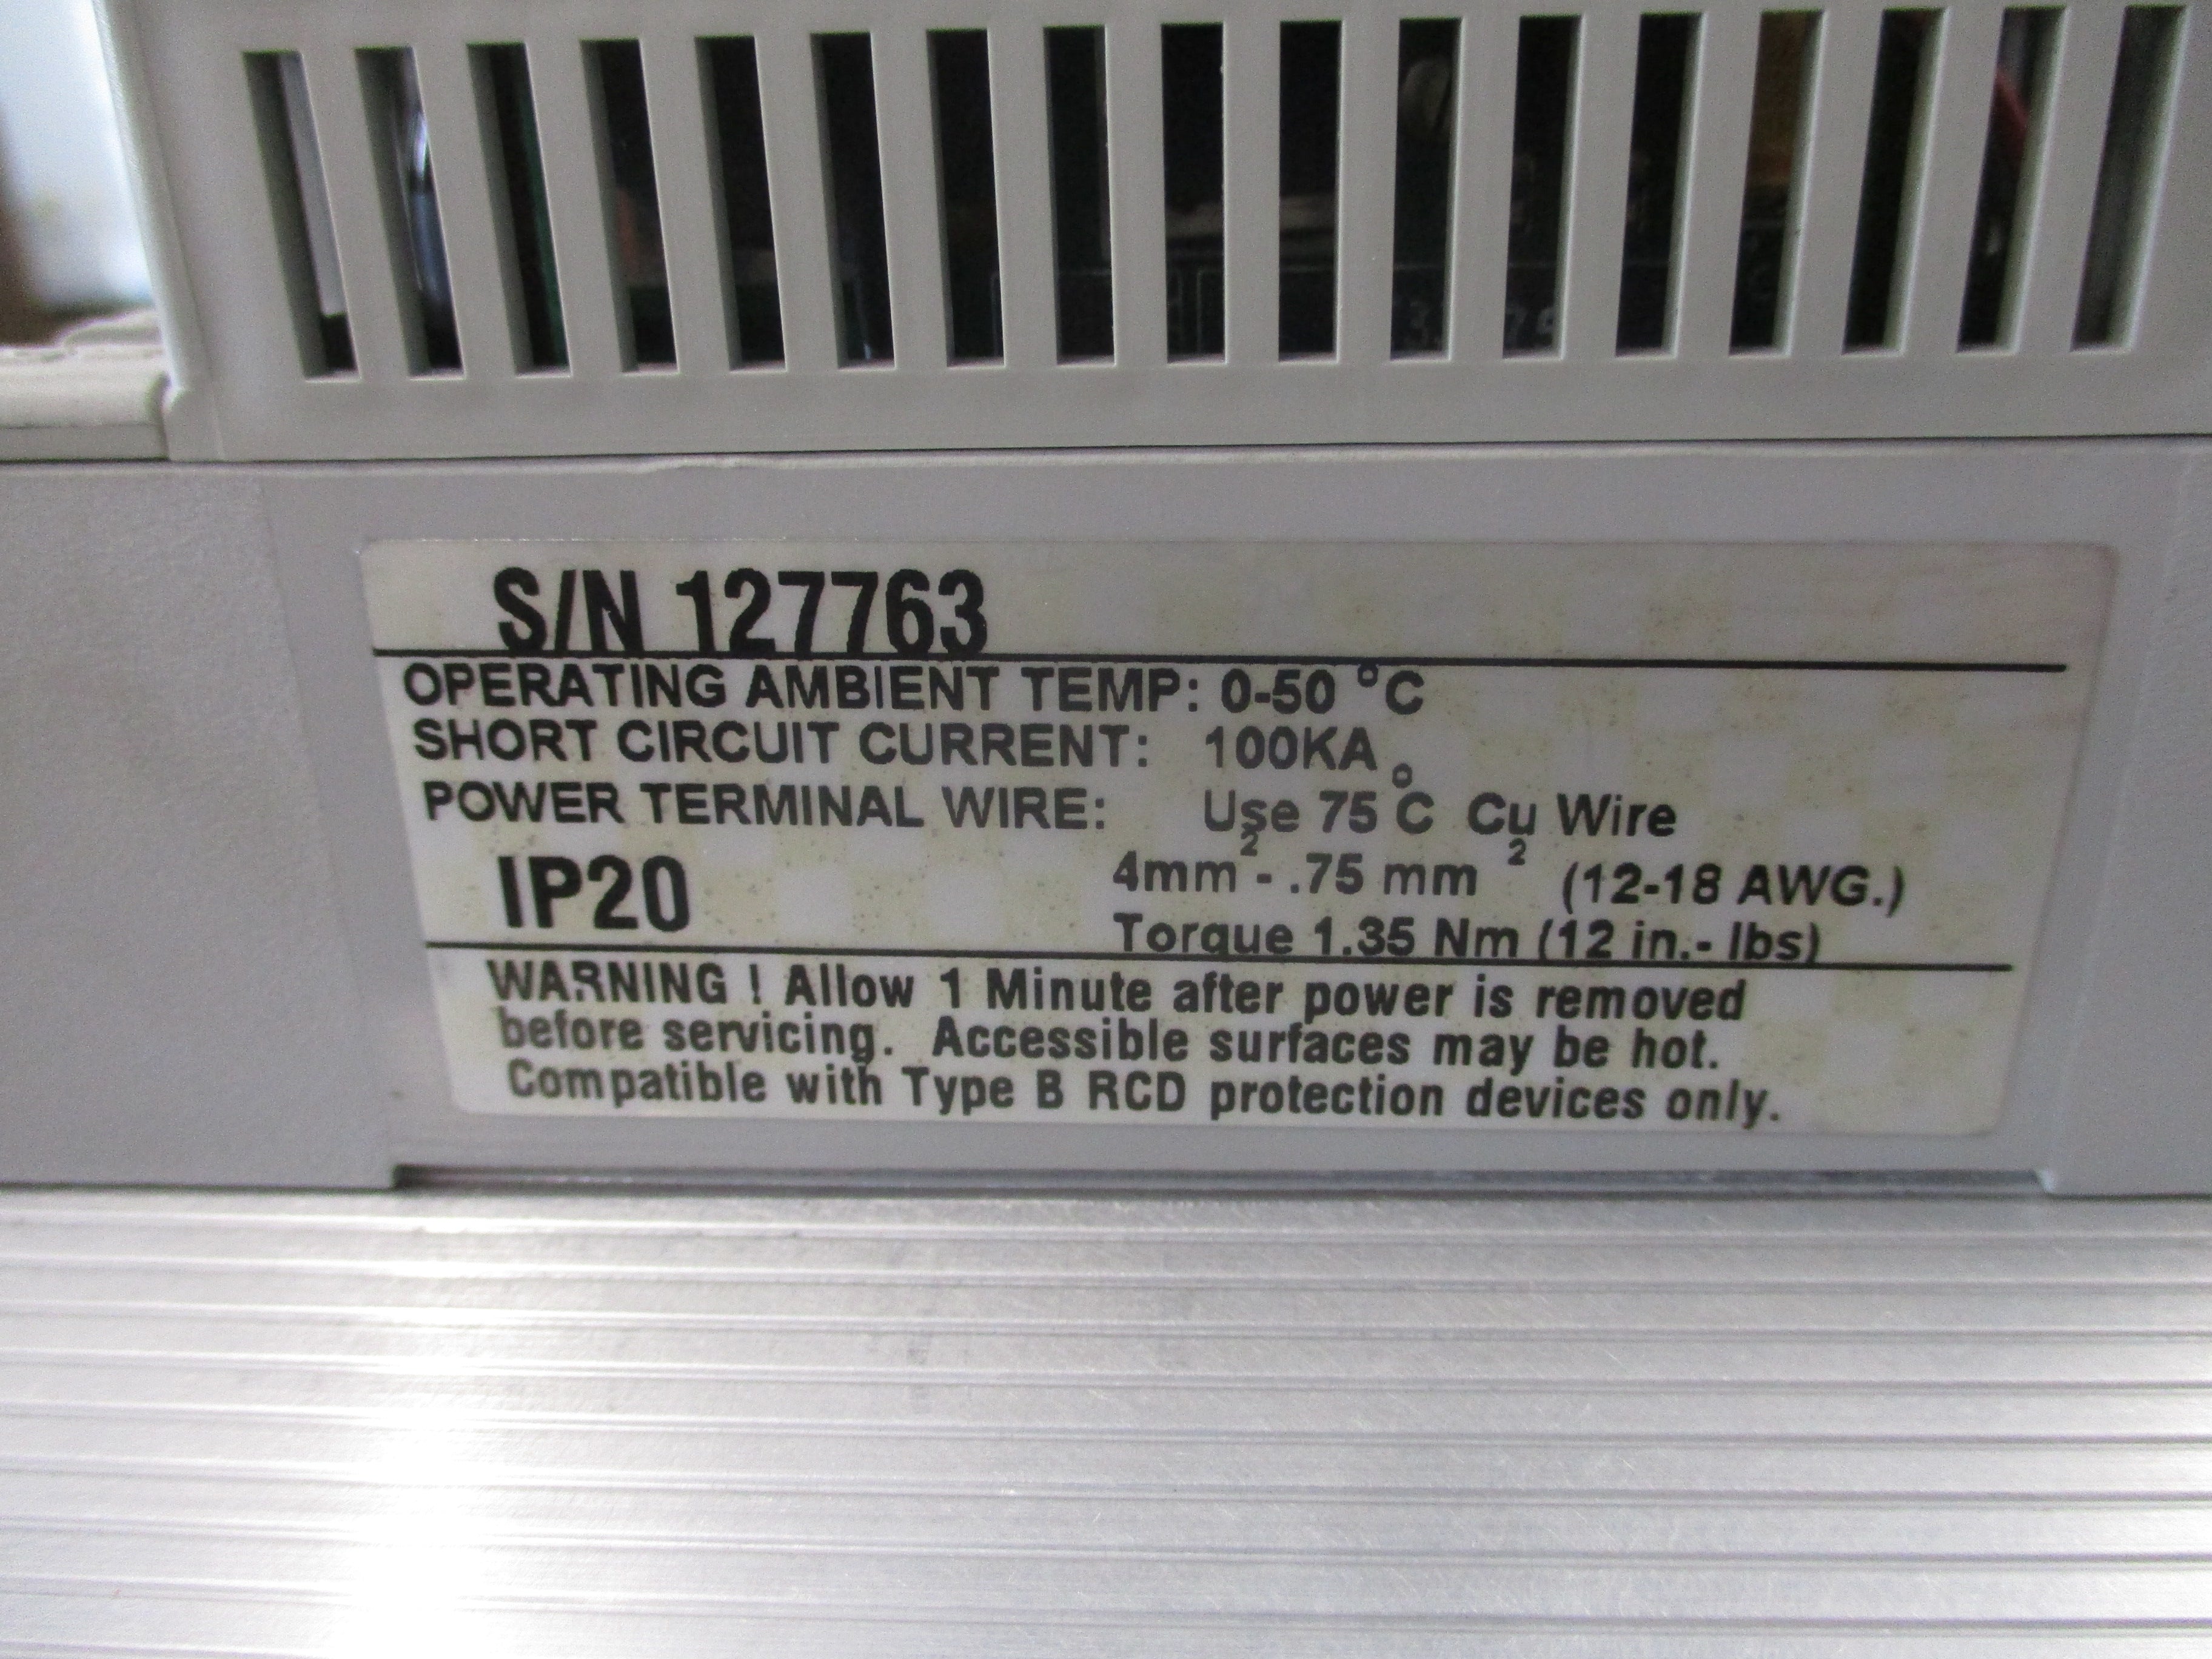 S/N 127763
OPERATING AMBIENT TEMP: 0-50 °C
SHORT CIRCUIT CURRENT: 100KA
POWER TERMINAL WIRE: Use 75°C Cu Wire
IP20 4mm² - .75 mm² (12-18 AWG.)
Torque 1.35 Nm (12 in.- lbs)
WARNING ! Allow 1 Minute after power is removed
before servicing. Accessible surfaces may be hot.
Compatible with Type B RCD protection devices only.